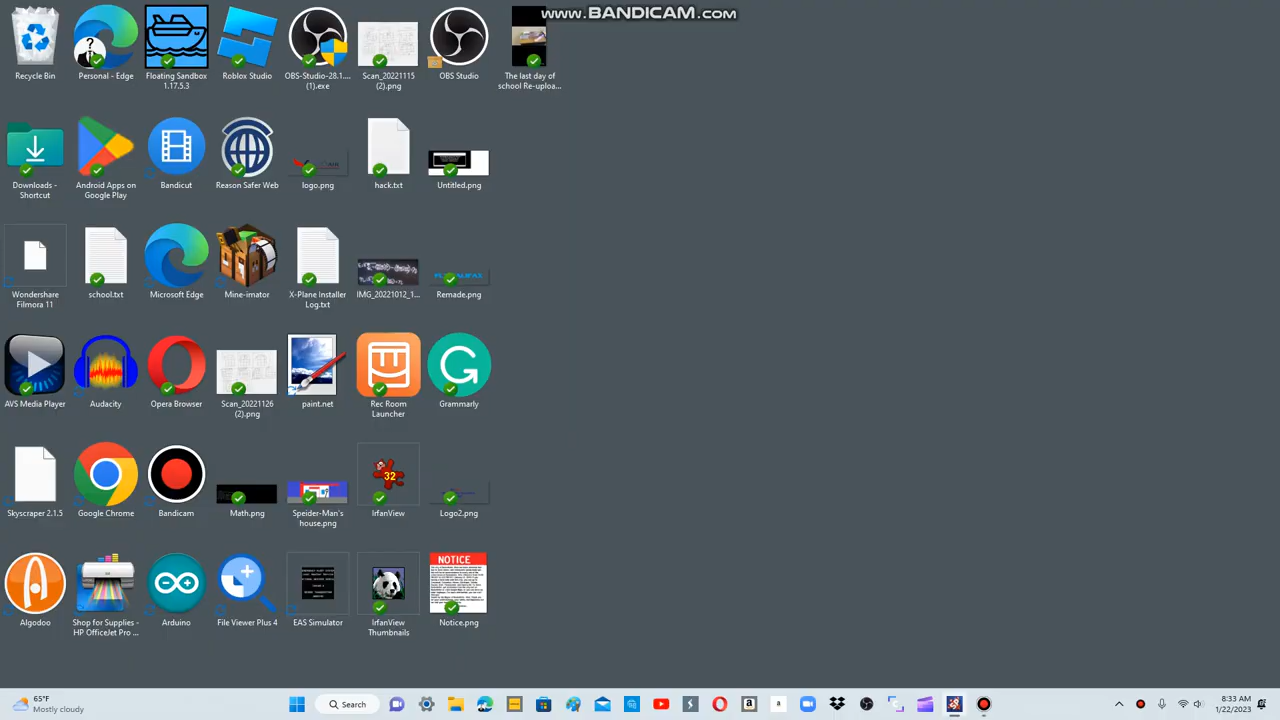 www.BANDICAM.com
Recycle Bin
Personal - Edge
Floating Sandbox
1.17.5.3
Roblox Studio
OBS-Studio-28.1....
(1).exe
Scan_20221115
(2).png
OBS Studio
The last day of
school Re-uploa...
Downloads -
Shortcut
Android Apps on
Google Play
Bandicut
Reason Safer Web
logo.png
hack.txt
Untitled.png
Wondershare
Filmora 11
school.txt
Microsoft Edge
Mine-imator
X-Plane Installer
Log.txt
IMG_20221012_1...
Remade.png
AVS Media Player
Audacity
Opera Browser
Scan_20221126
(2).png
paint.net
Rec Room
Launcher
Grammarly
32
Skyscraper 2.1.5
Google Chrome
Bandicam
Math.png
Speider-Man's
house.png
IrfanView
Logo2.png
NOTICE
Algodoo
Shop for Supplies -
HP OfficeJet Pro ...
Arduino
File Viewer Plus 4
EAS Simulator
IrfanView
Thumbnails
Notice.png
65°F
Mostly cloudy
Search
8:33 AM
1/22/2023